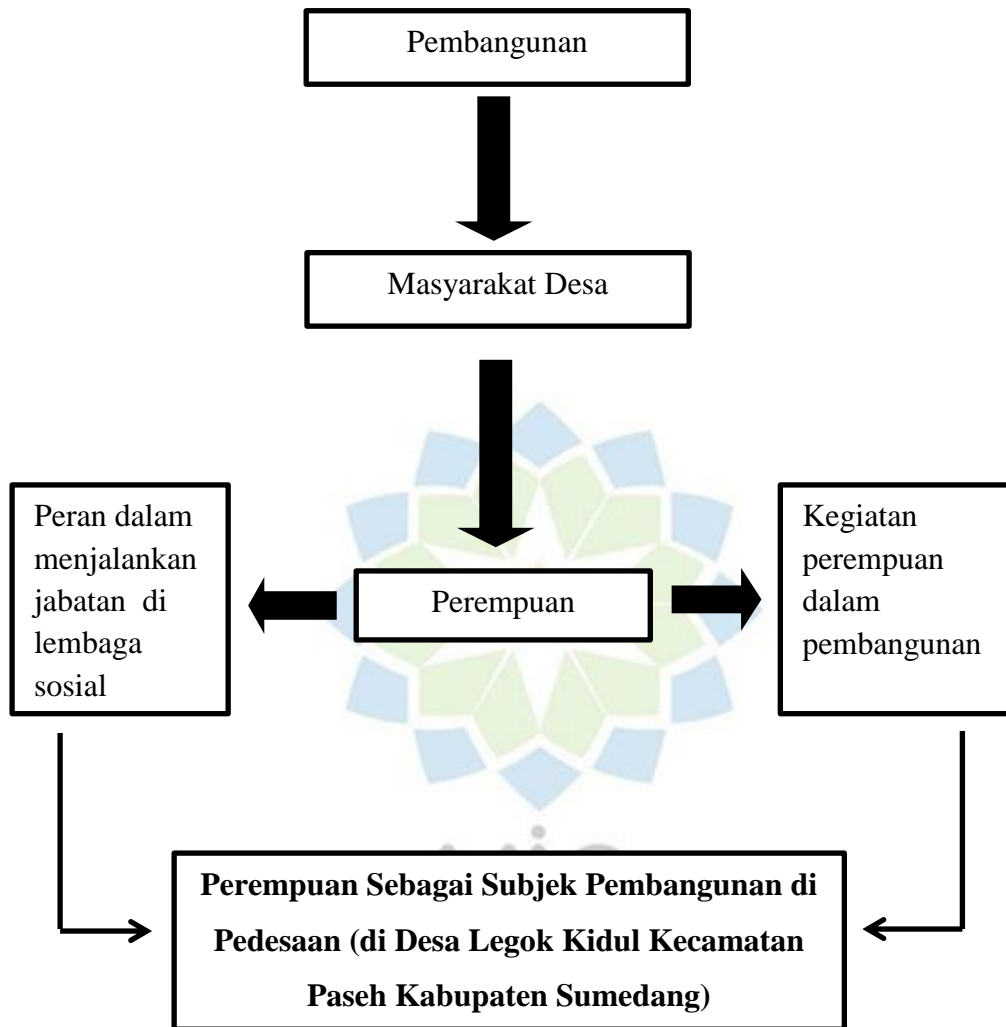 Pembangunan
Masyarakat Desa
Peran dalam
menjalankan
jabatan di
lembaga
sosial
Perempuan
Kegiatan
perempuan
dalam
pembangunan
Perempuan Sebagai Subjek Pembangunan di
Pedesaan (di Desa Legok Kidul Kecamatan
Paseh Kabupaten Sumedang)